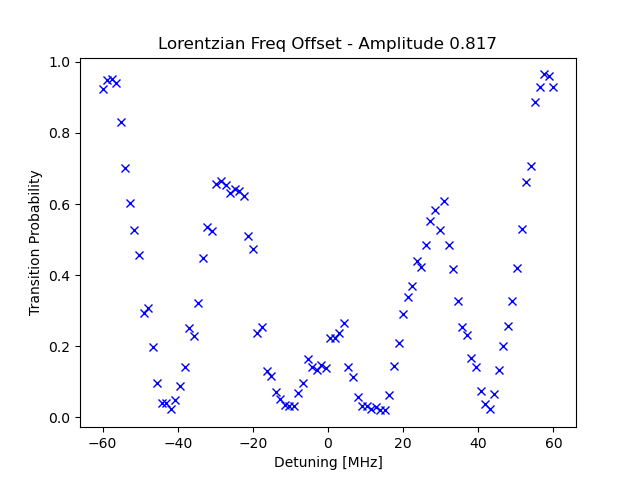 Lorentzian Freq Offset - Amplitude 0.817
1.0
0.8
0.6
0.4
0.2
0.0
Transition Probability
−60 −40 −20 0 20 40 60
Detuning [MHz]